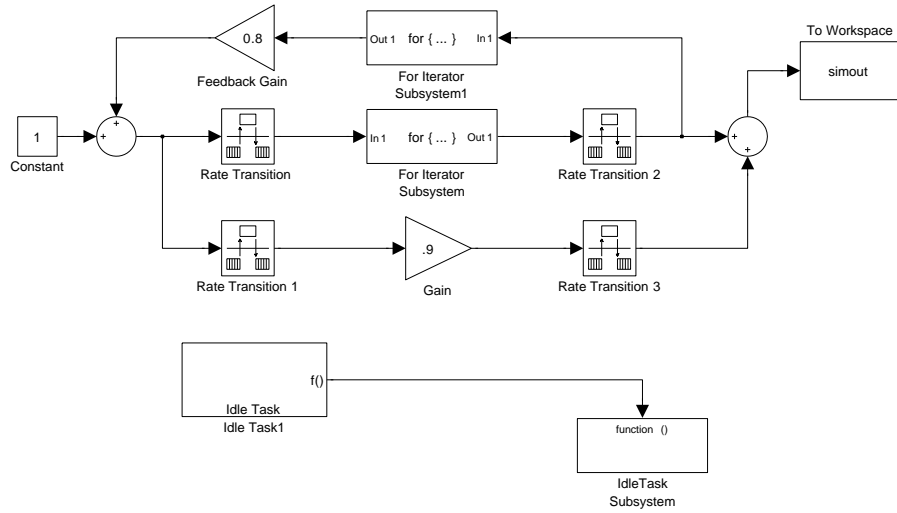 To Workspace
0.8
Out 1
for { ... }
In 1
simout
Feedback Gain
For Iterator
Subsystem1
1
+
+
In 1
for { ... }
Out 1
+
+
Constant
Rate Transition
For Iterator
Subsystem
Rate Transition 2
.9
Rate Transition 1
Gain
Rate Transition 3
f()
Idle Task
Idle Task1
function ()
IdleTask
Subsystem